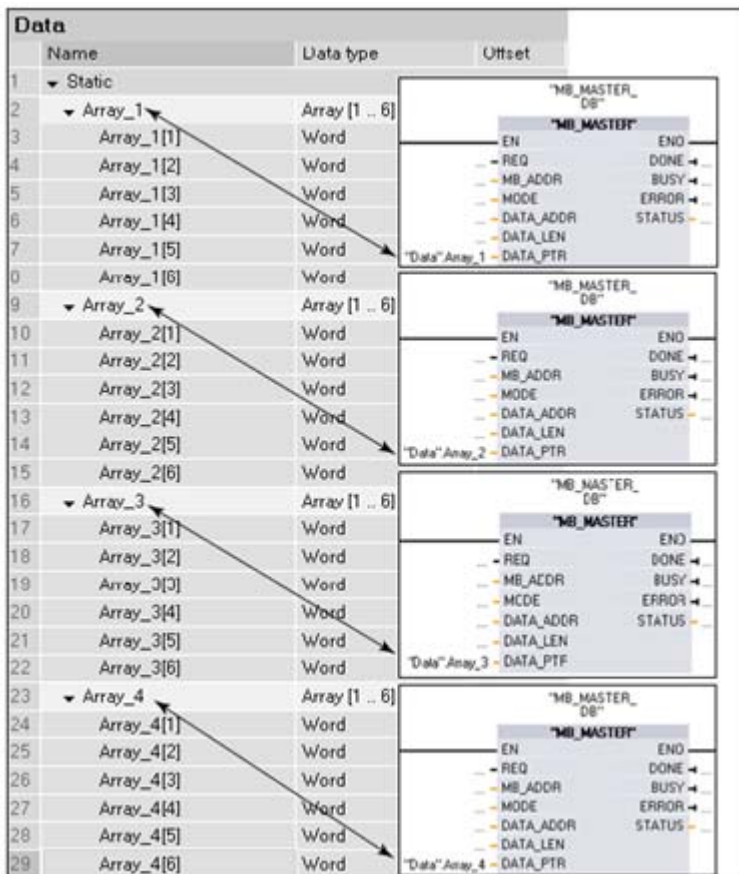 Data
Name Data type Offset
1 Static
2 Array_1 Array [1 .. 6]
3 Array_1[1] Word
4 Array_1[2] Word
5 Array_1[3] Word
6 Array_1[4] Word
7 Array_1[5] Word
8 Array_1[6] Word
9 Array_2 Array [1 .. 6]
10 Array_2[1] Word
11 Array_2[2] Word
12 Array_2[3] Word
13 Array_2[4] Word
14 Array_2[5] Word
15 Array_2[6] Word
16 Array_3 Array [1 .. 6]
17 Array_3[1] Word
18 Array_3[2] Word
19 Array_3[3] Word
20 Array_3[4] Word
21 Array_3[5] Word
22 Array_3[6] Word
23 Array_4 Array [1 .. 6]
24 Array_4[1] Word
25 Array_4[2] Word
26 Array_4[3] Word
27 Array_4[4] Word
28 Array_4[5] Word
29 Array_4[6] Word
"MB_MASTER_
DB"
"MB_MASTER"
EN ENO
REQ DONE
MB_ADDR BUSY
MODE ERROR
DATA_ADDR STATUS
DATA_LEN
"Data".Array_1 DATA_PTR
"MB_MASTER_
DB"
"MB_MASTER"
EN ENO
REQ DONE
MB_ADDR BUSY
MODE ERROR
DATA_ADDR STATUS
DATA_LEN
"Data".Array_2 DATA_PTR
"MB_MASTER_
DB"
"MB_MASTER"
EN ENO
REQ DONE
MB_ADDR BUSY
MODE ERROR
DATA_ADDR STATUS
DATA_LEN
"Data".Array_3 DATA_PTR
"MB_MASTER_
DB"
"MB_MASTER"
EN ENO
REQ DONE
MB_ADDR BUSY
MODE ERROR
DATA_ADDR STATUS
DATA_LEN
"Data".Array_4 DATA_PTR